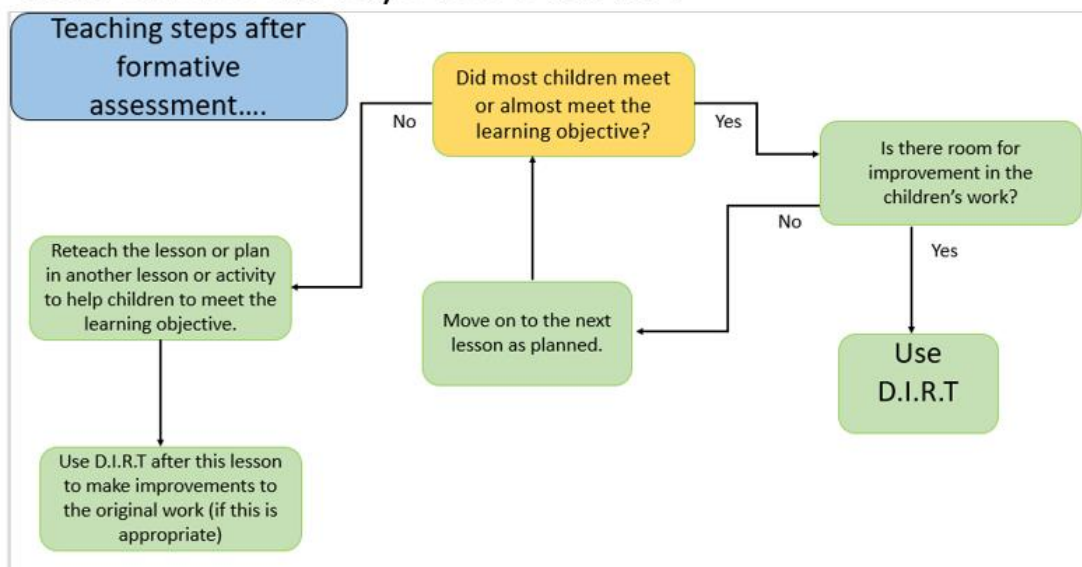 Teaching steps after
formative
assessment....
Did most children meet
or almost meet the
learning objective?
No
Yes
Is there room for
improvement in the
children's work?
No
Yes
Reteach the lesson or plan
in another lesson or activity
to help children to meet the
learning objective.
Move on to the next
lesson as planned.
Use
D.I.R.T
Use D.I.R.T after this lesson
to make improvements to
the original work (if this is
appropriate)